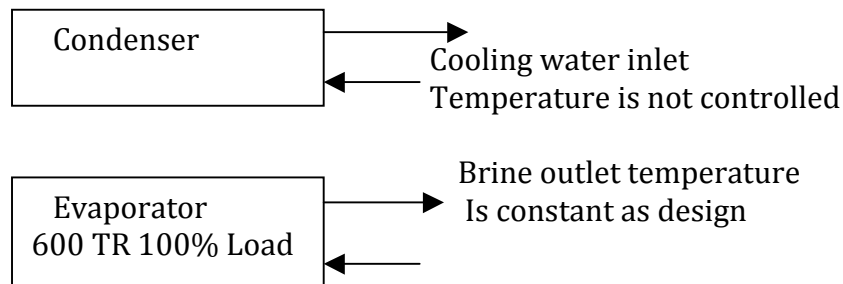 Condenser
Cooling water inlet
Temperature is not controlled
Brine outlet temperature
Is constant as design
Evaporator
600 TR 100% Load